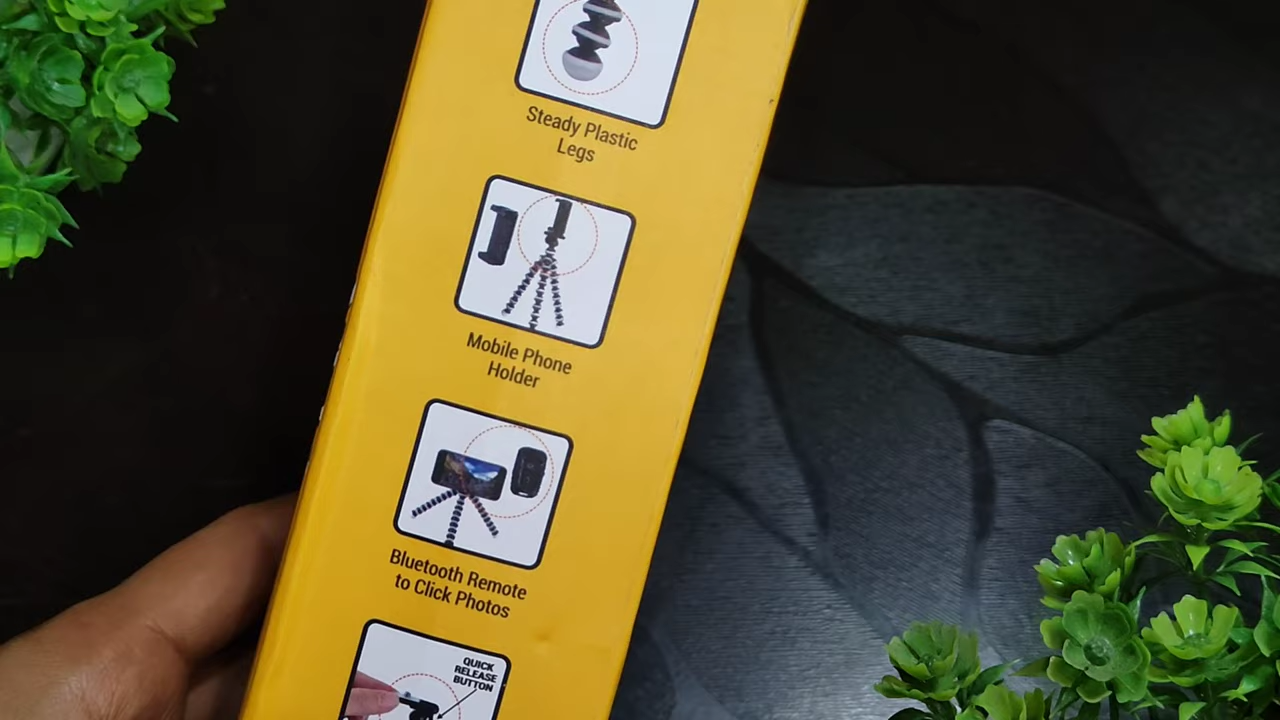 Steady Plastic
Legs
Mobile Phone
Holder
Bluetooth Remote
to Click Photos
QUICK
RELEASE
BUTTON